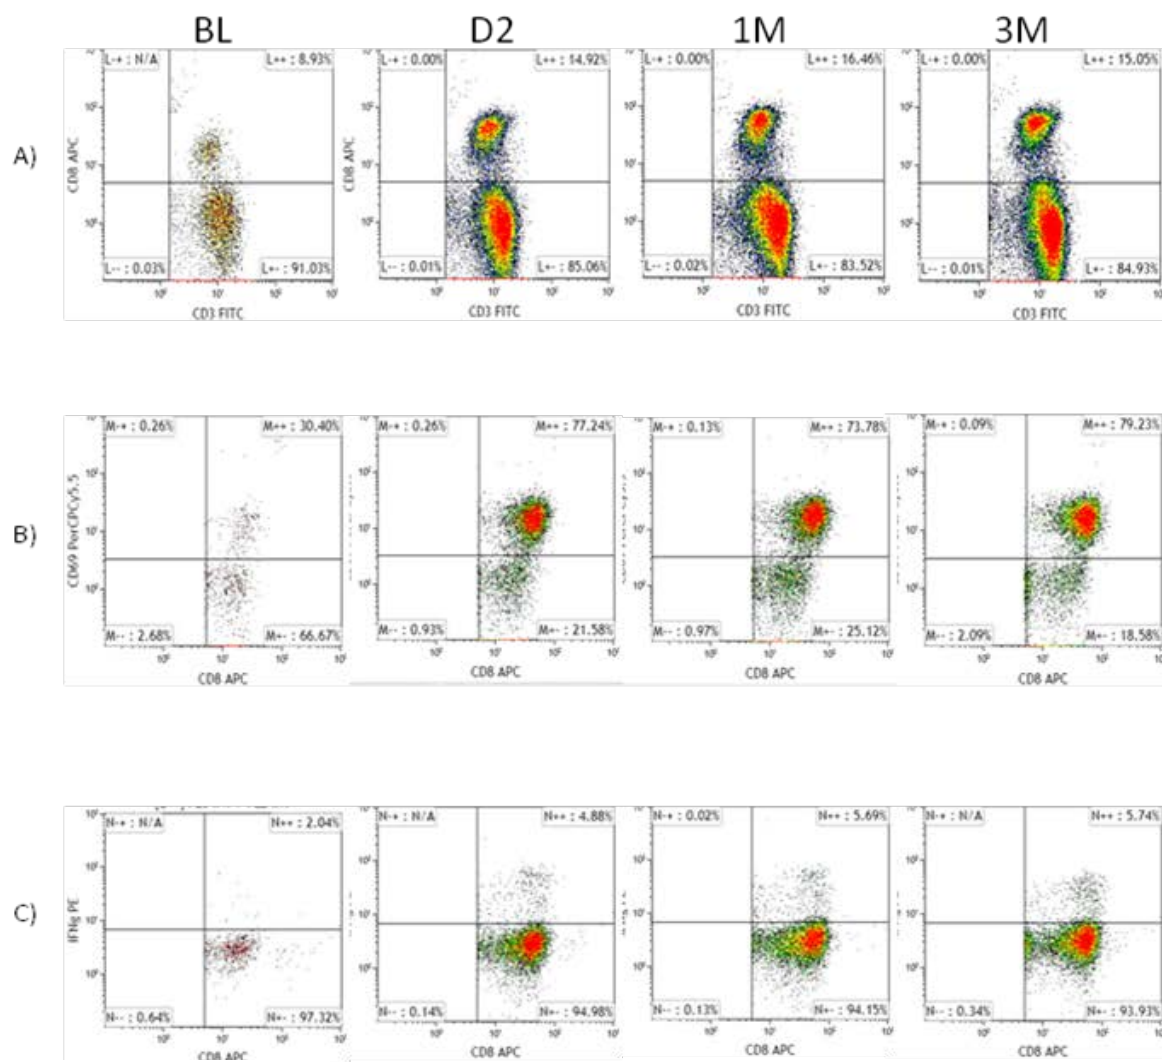 BL D2 1M 3M
A)
L-+ : N/A L++ : 8.93% L-+ : 0.00% L++ : 14.92% L-+ : 0.00% L++ : 16.46% L-+ : 0.00% L++ : 15.05%
CD8 APC CD8 APC
L-- : 0.03% L+- : 91.03% L-- : 0.01% L+- : 85.06% L-- : 0.02% L+- : 83.52% L-- : 0.01% L+- : 84.93%
CD3 FITC CD3 FITC CD3 FITC CD3 FITC
B)
M-+ : 0.26% M++ : 30.40% M-+ : 0.26% M++ : 77.24% M-+ : 0.13% M++ : 73.78% M-+ : 0.09% M++ : 79.23%
CD69 PerCPCy5.5
M-- : 2.68% M+- : 66.67% M-- : 0.93% M+- : 21.58% M-- : 0.97% M+- : 25.12% M-- : 2.09% M+- : 18.58%
CD8 APC CD8 APC CD8 APC CD8 APC
C)
N-+ : N/A N++ : 2.04% N-+ : N/A N++ : 4.88% N-+ : 0.02% N++ : 5.69% N-+ : N/A N++ : 5.74%
IFNg PE
N-- : 0.64% N+- : 97.32% N-- : 0.14% N+- : 94.98% N-- : 0.13% N+- : 94.15% N-- : 0.34% N+- : 93.93%
CD8 APC CD8 APC CD8 APC CD8 APC